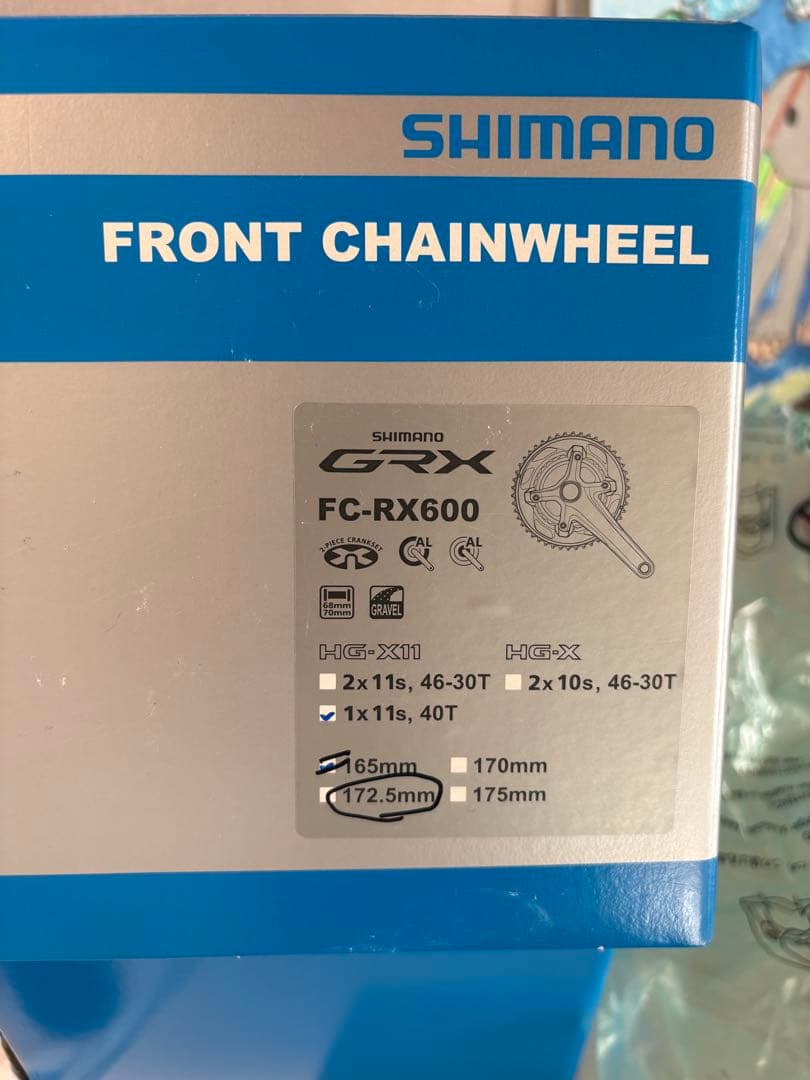 SHIMANO
FRONT CHAINWHEEL
SHIMANO
GRX
FC-RX600
2-PIECE CRANKSET AL AL
68mm
70mm
GRAVEL
HG-X11 HG-X
2x11s, 46-30T 2x10s, 46-30T
1x11s, 40T
165mm 170mm
172.5mm 175mm